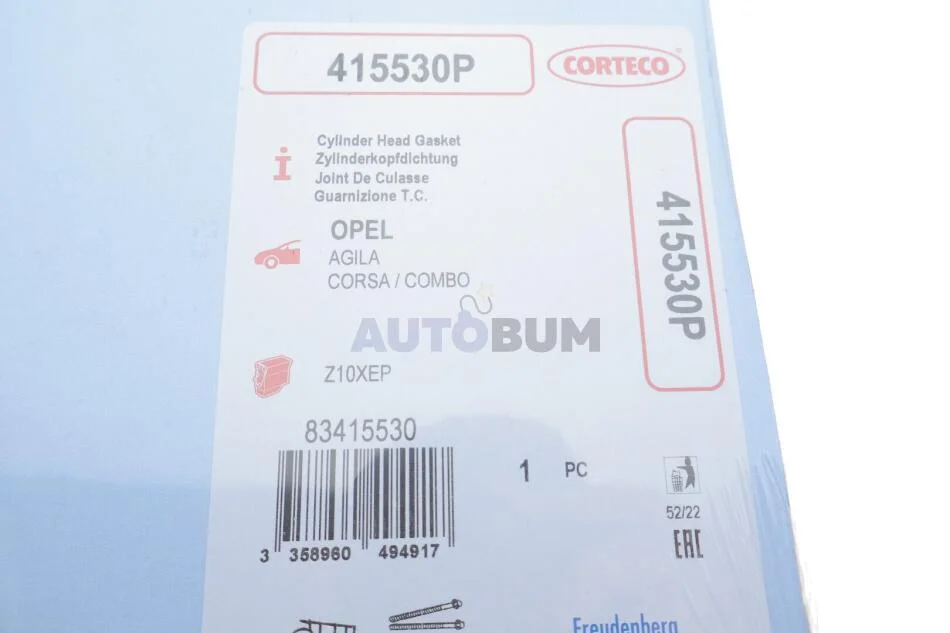 415530P
CORTECO
Cylinder Head Gasket
Zylinderkopfdichtung
Joint De Culasse
Guarnizione T.C.
415530P
OPEL
AGILA
CORSA / COMBO
AUTOBUM
Z10XEP
83415530
1 PC
3 358960 494917
52/22
EAC
Freudenberg